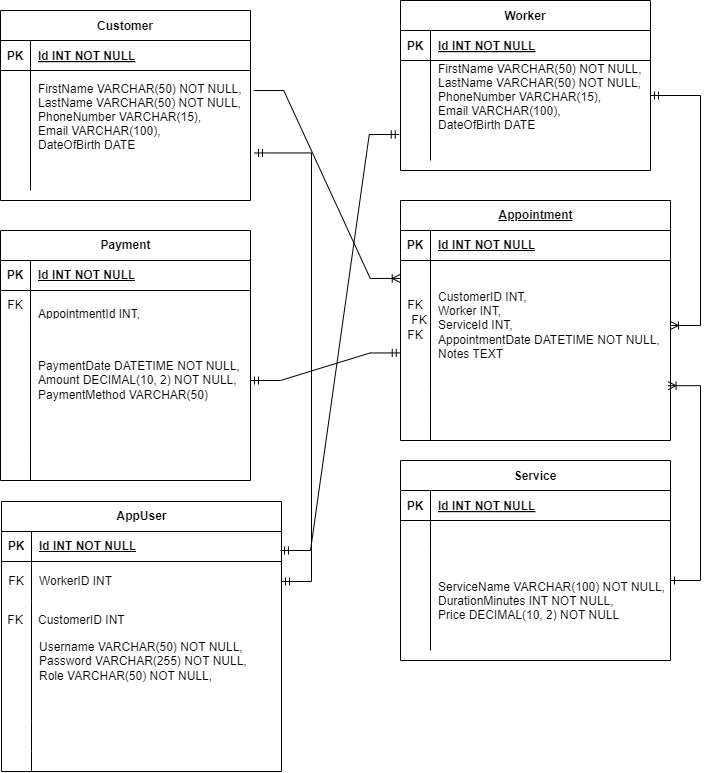 Customer
PK Id INT NOT NULL
FirstName VARCHAR(50) NOT NULL,
LastName VARCHAR(50) NOT NULL,
PhoneNumber VARCHAR(15),
Email VARCHAR(100),
DateOfBirth DATE
Worker
PK Id INT NOT NULL
FirstName VARCHAR(50) NOT NULL,
LastName VARCHAR(50) NOT NULL,
PhoneNumber VARCHAR(15),
Email VARCHAR(100),
DateOfBirth DATE
Payment
PK Id INT NOT NULL
FK AppointmentId INT,
PaymentDate DATETIME NOT NULL,
Amount DECIMAL(10, 2) NOT NULL,
PaymentMethod VARCHAR(50)
Appointment
PK Id INT NOT NULL
FK CustomerID INT,
FK Worker INT,
FK ServiceId INT,
AppointmentDate DATETIME NOT NULL,
Notes TEXT
AppUser
PK Id INT NOT NULL
FK WorkerID INT
FK CustomerID INT
Username VARCHAR(50) NOT NULL,
Password VARCHAR(255) NOT NULL,
Role VARCHAR(50) NOT NULL,
Service
PK Id INT NOT NULL
ServiceName VARCHAR(100) NOT NULL,
DurationMinutes INT NOT NULL,
Price DECIMAL(10, 2) NOT NULL